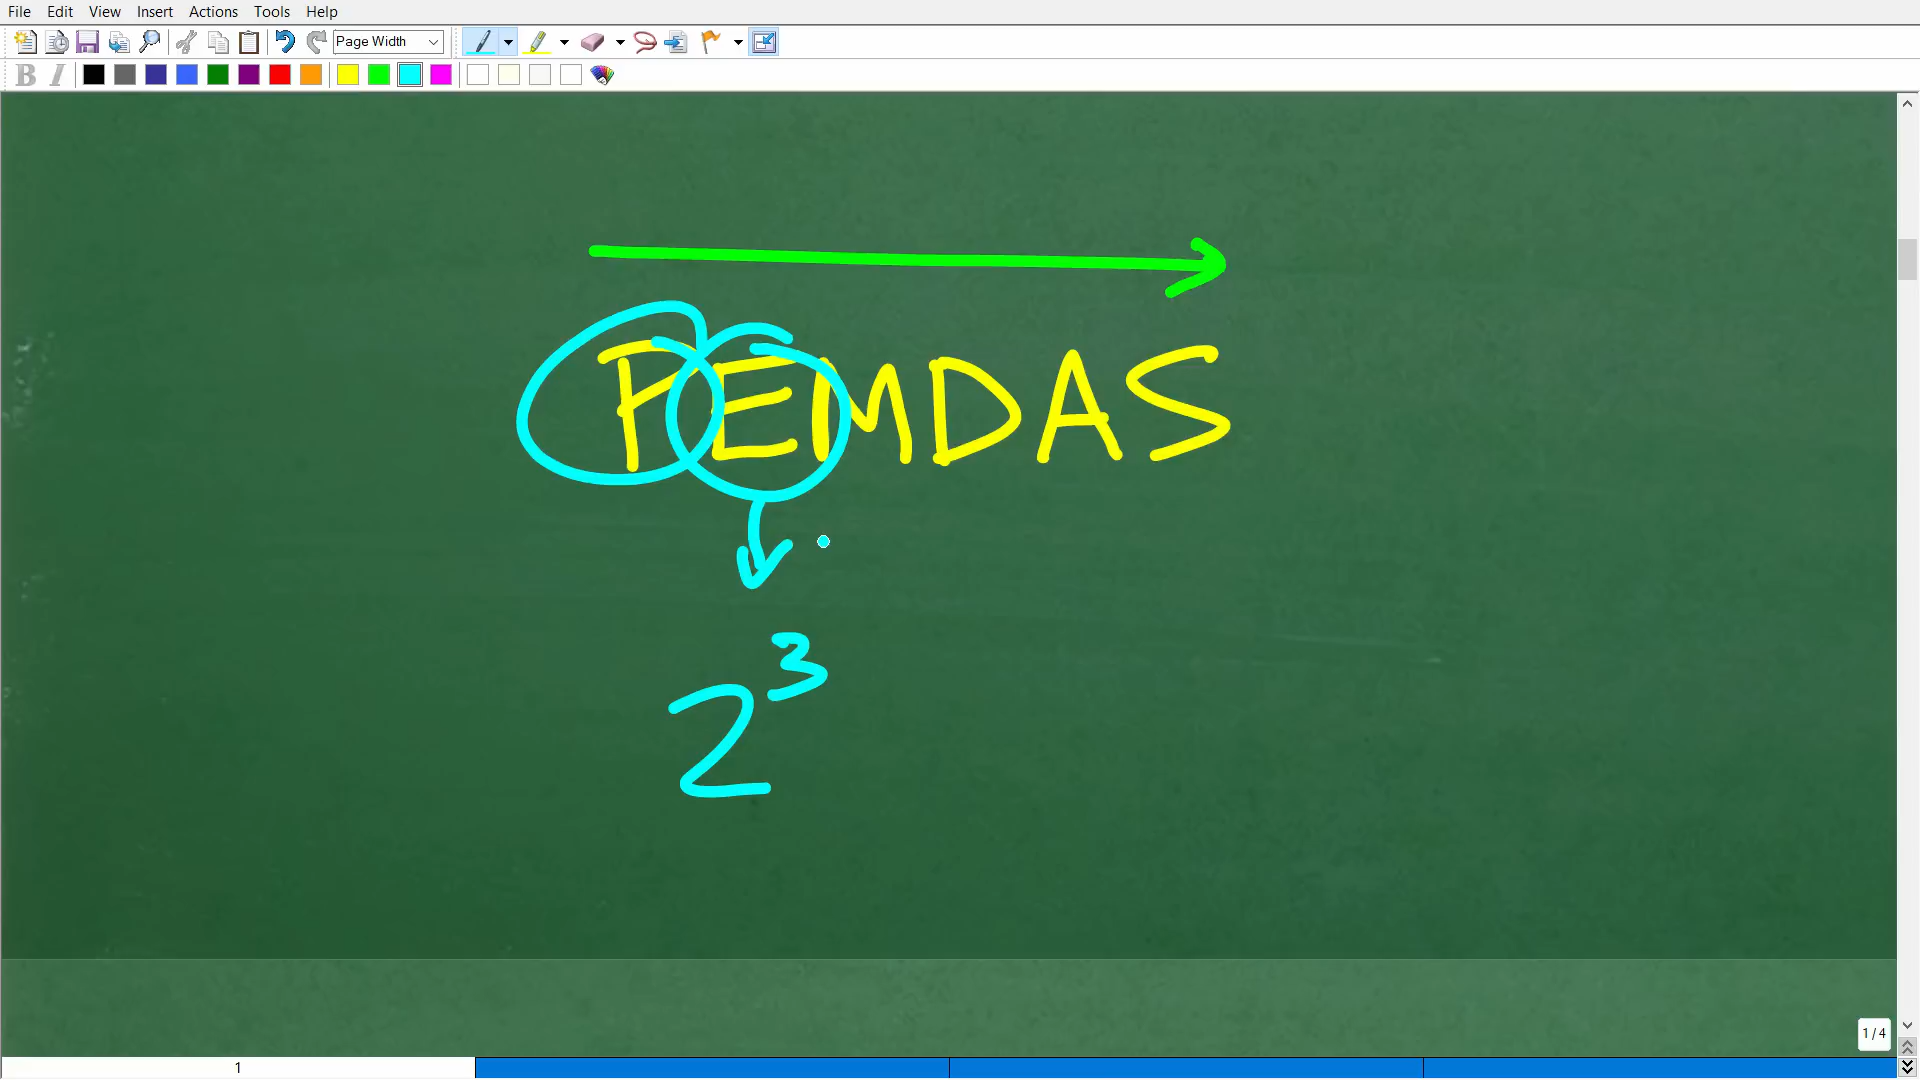 File Edit View Insert Actions Tools Help
Page Width
B I
PEMDAS
2³
1 / 4
1